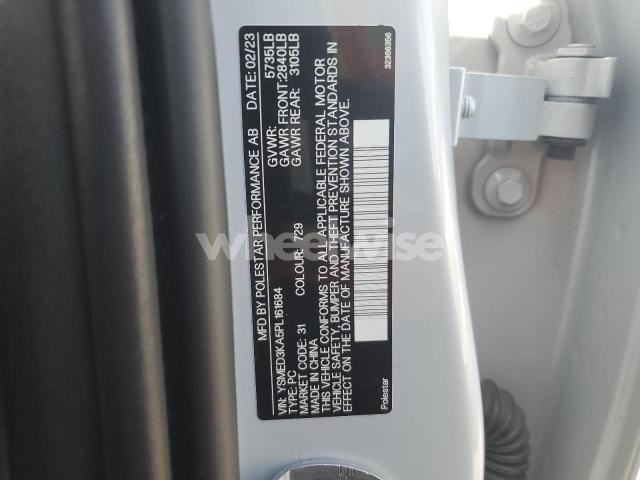 MFD BY POLESTAR PERFORMANCE AB DATE: 02/23
GVWR: 5735LB
GAWR FRONT: 2840LB
GAWR REAR: 3105LB
VIN: YSMED3KA5PL161684
TYPE: PC
MARKET CODE: 31 COLOUR: 729
MADE IN CHINA
THIS VEHICLE CONFORMS TO ALL APPLICABLE FEDERAL MOTOR
VEHICLE SAFETY, BUMPER AND THEFT PREVENTION STANDARDS IN
EFFECT ON THE DATE OF MANUFACTURE SHOWN ABOVE.
Polestar 32366356
wheelwise